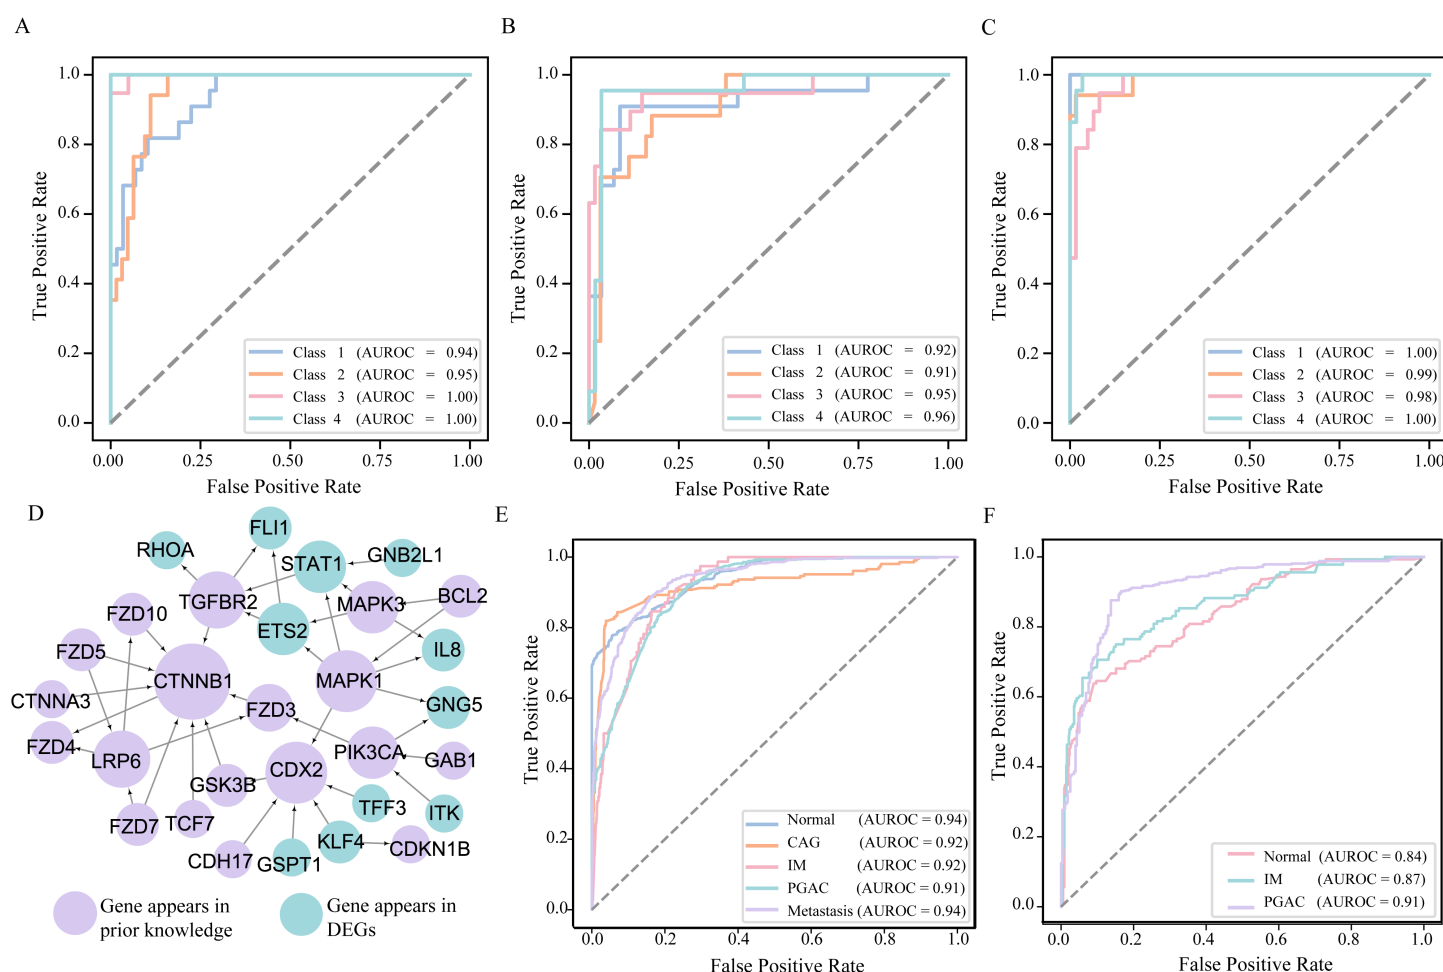 A
B
C
True Positive Rate
1.0
0.8
0.6
0.4
0.2
0.0
Class 1 (AUROC = 0.94)
Class 2 (AUROC = 0.95)
Class 3 (AUROC = 1.00)
Class 4 (AUROC = 1.00)
0.00 0.25 0.50 0.75 1.00
False Positive Rate
True Positive Rate
1.0
0.8
0.6
0.4
0.2
0.0
Class 1 (AUROC = 0.92)
Class 2 (AUROC = 0.91)
Class 3 (AUROC = 0.95)
Class 4 (AUROC = 0.96)
0.00 0.25 0.50 0.75 1.00
False Positive Rate
True Positive Rate
1.0
0.8
0.6
0.4
0.2
0.0
Class 1 (AUROC = 1.00)
Class 2 (AUROC = 0.99)
Class 3 (AUROC = 0.98)
Class 4 (AUROC = 1.00)
0.00 0.25 0.50 0.75 1.00
False Positive Rate
D
FLI1
RHOA
STAT1
GNB2L1
TGFBR2
MAPK3
BCL2
FZD10
ETS2
FZD5
IL8
CTNNB1
MAPK1
CTNNA3
FZD3
GNG5
FZD4
LRP6
PIK3CA
GAB1
CDX2
GSK3B
TFF3
ITK
FZD7
TCF7
KLF4
CDKN1B
CDH17
GSPT1
Gene appears in
prior knowledge
Gene appears in
DEGs
E
True Positive Rate
1.0
0.8
0.6
0.4
0.2
0.0
Normal (AUROC = 0.94)
CAG (AUROC = 0.92)
IM (AUROC = 0.92)
PGAC (AUROC = 0.91)
Metastasis (AUROC = 0.94)
0.0 0.2 0.4 0.6 0.8 1.0
False Positive Rate
F
True Positive Rate
1.0
0.8
0.6
0.4
0.2
0.0
Normal (AUROC = 0.84)
IM (AUROC = 0.87)
PGAC (AUROC = 0.91)
0.0 0.2 0.4 0.6 0.8 1.0
False Positive Rate